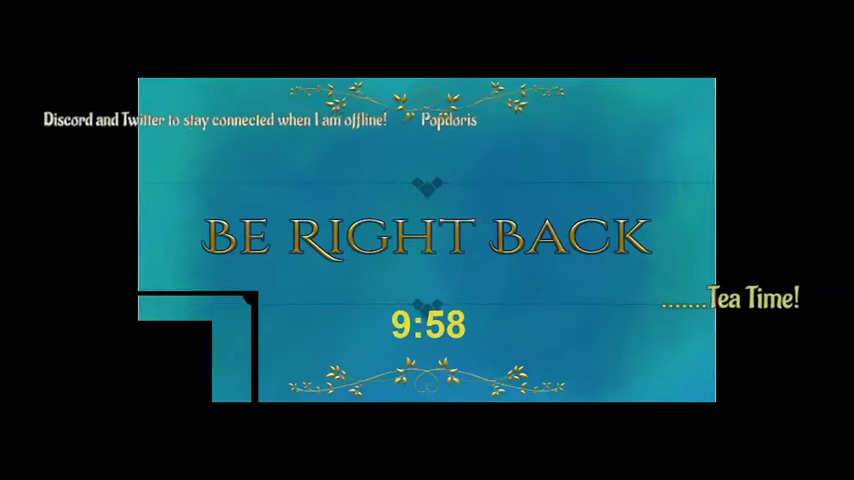 Discord and Twitter to stay connected when I am offline! Popdoris
BE RIGHT BACK
.......Tea Time!
9:58